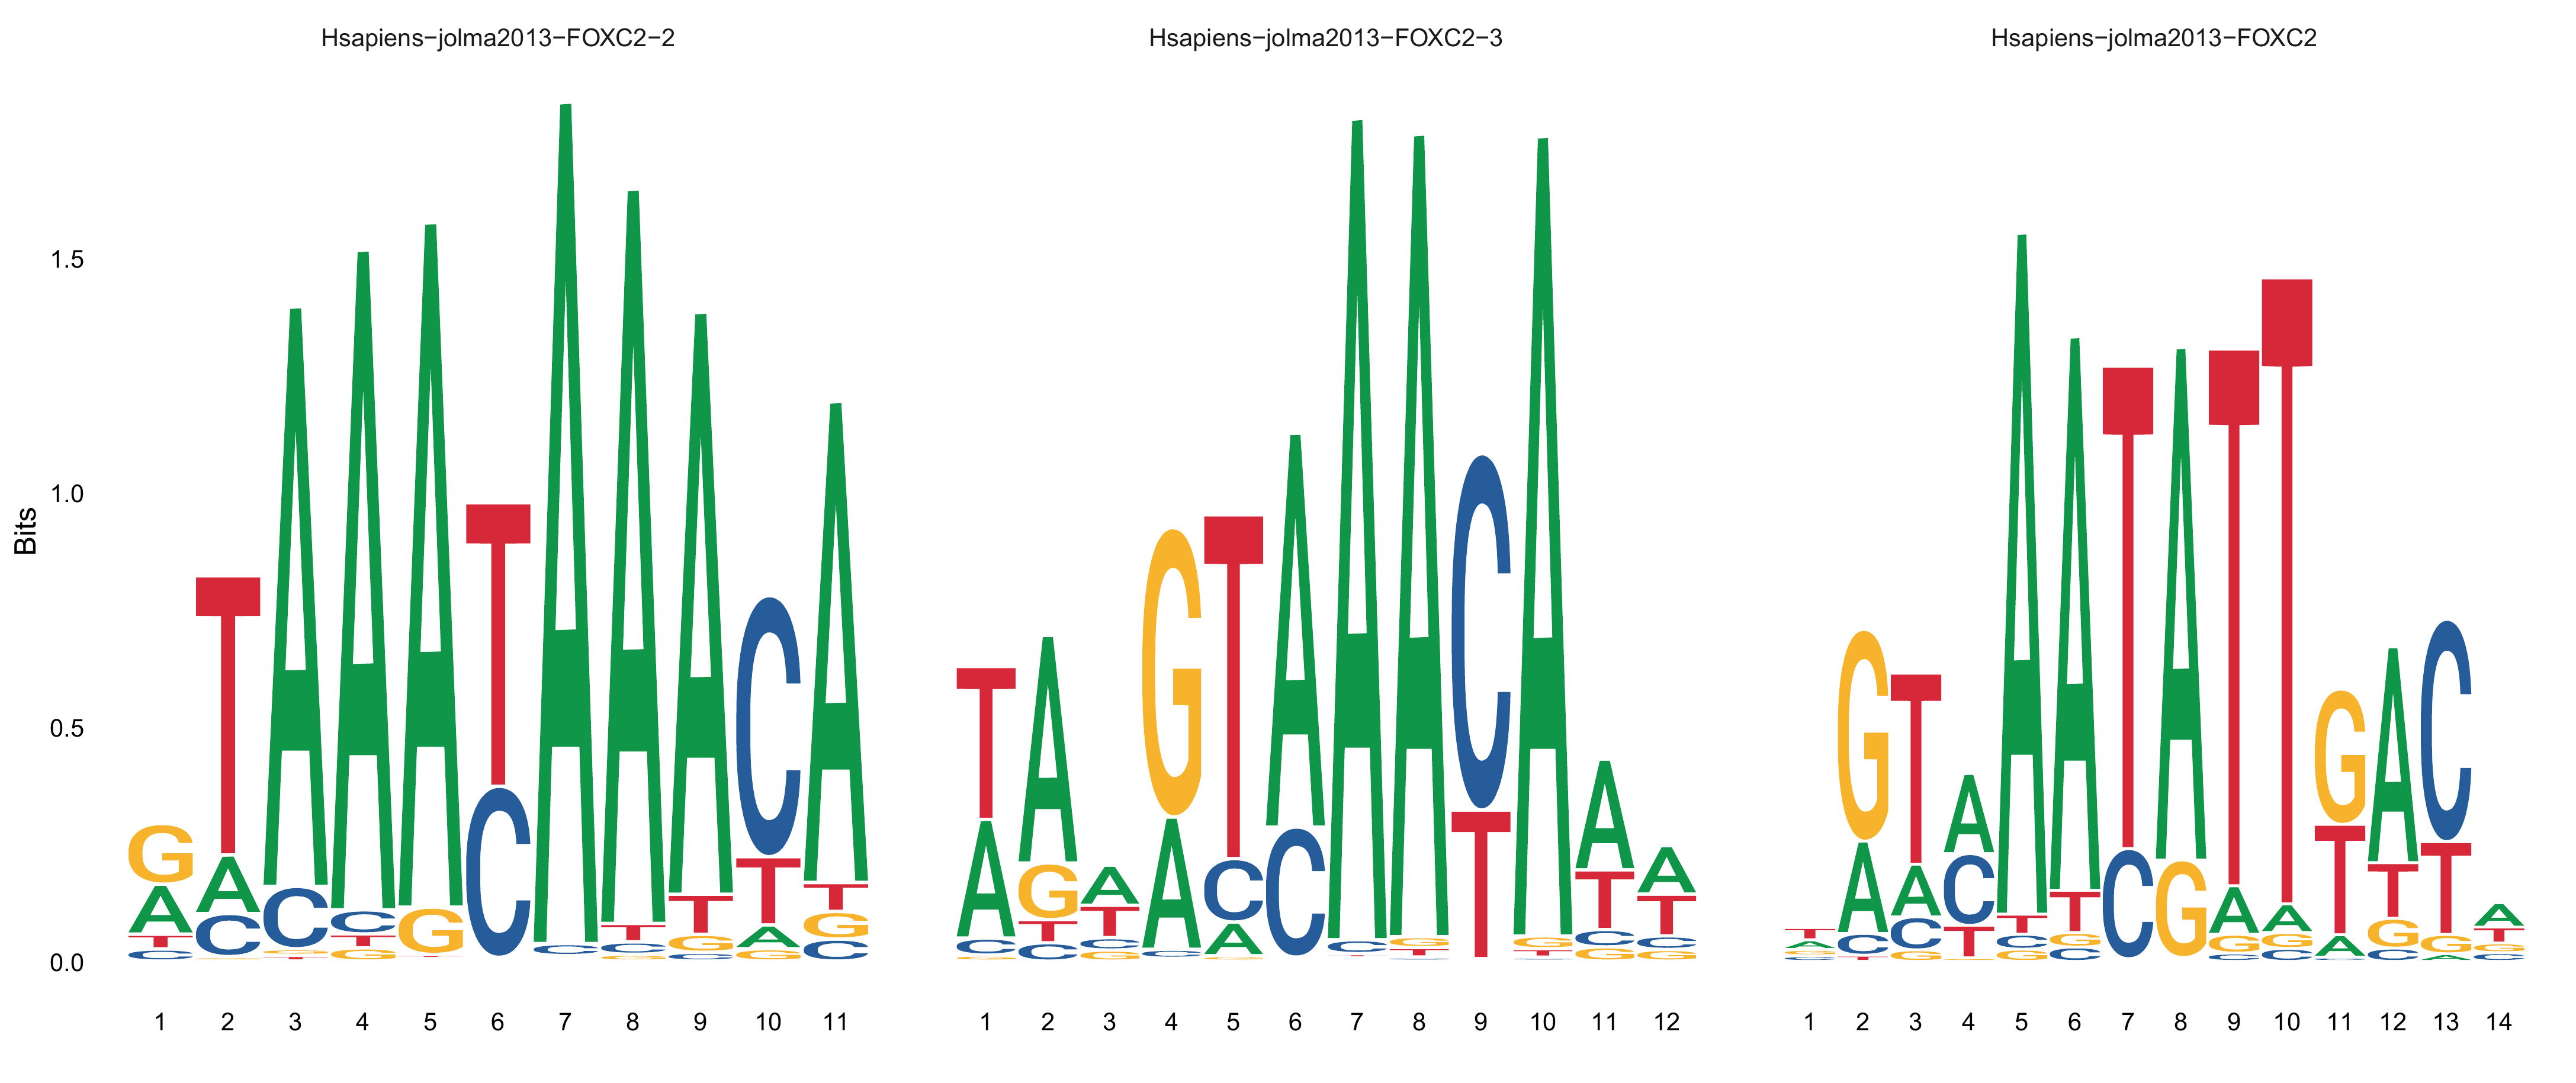 Hsapiens−jolma2013−FOXC2−2
Hsapiens−jolma2013−FOXC2−3
Hsapiens−jolma2013−FOXC2
Bits
1.5
1.0
0.5
0.0
G T A A A T A A A C A
A A C C G C C C T T T
T C G T T T G A G
C G T G C C G C
T A A G T A A A C A A A
A G T A C C C G T G T T
C T C C A T T T C C
G C G G C G G
T G T A A A T A T T G A C A
A A A C T T C G A A T T T T
G C C T C G G G A G G G
C T G G C C C C A C
1 2 3 4 5 6 7 8 9 10 11
1 2 3 4 5 6 7 8 9 10 11 12
1 2 3 4 5 6 7 8 9 10 11 12 13 14